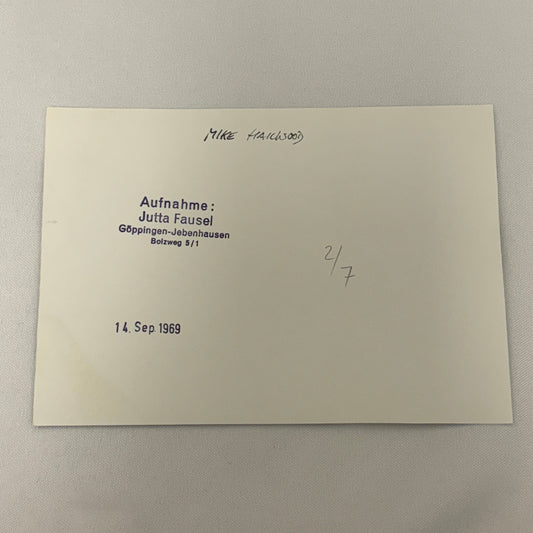 MIKE HAILWOOD
Aufnahme:
Jutta Fausel
Göppingen-Jebenhausen
Bolzweg 5/1
2/7
14. Sep. 1969